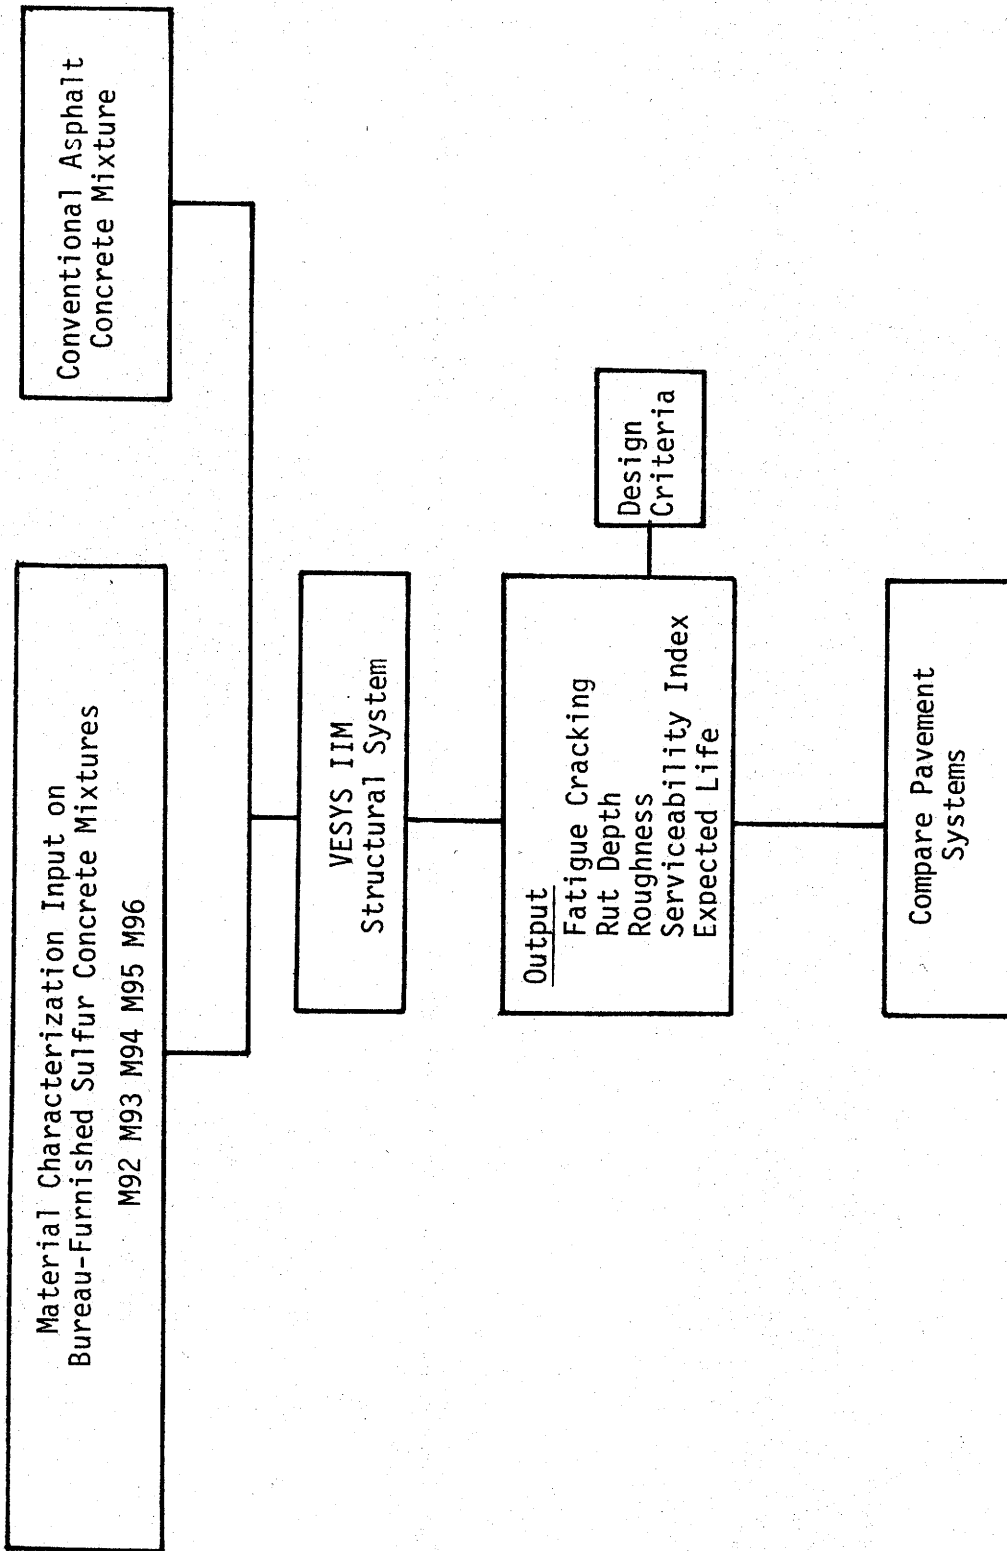 Material Characterization Input on
Bureau-Furnished Sulfur Concrete Mixtures
M92 M93 M94 M95 M96
Conventional Asphalt
Concrete Mixture
VESYS IIM
Structural System
Output
Fatigue Cracking
Rut Depth
Roughness
Serviceability Index
Expected Life
Design
Criteria
Compare Pavement
Systems